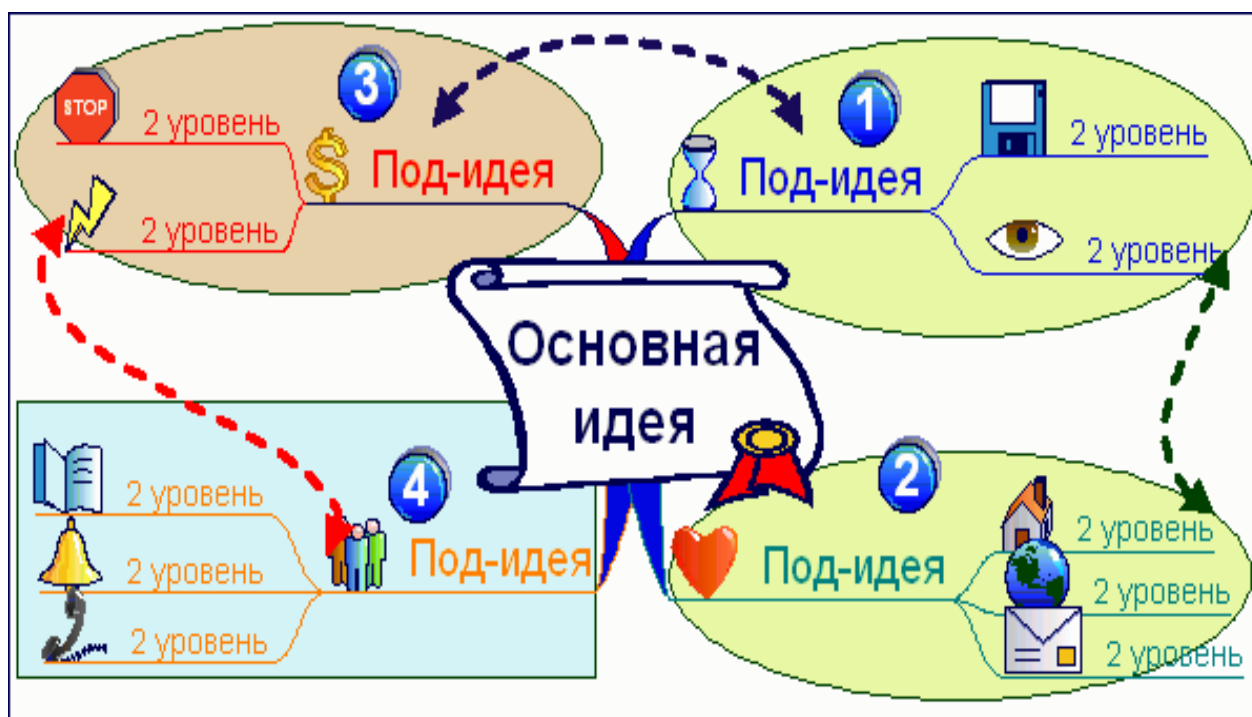 3
STOP
2 уровень
Под-идея
2 уровень
1
2 уровень
Под-идея
2 уровень
Основная
идея
4
2 уровень
Под-идея
2 уровень
2 уровень
2
2 уровень
Под-идея
2 уровень
2 уровень